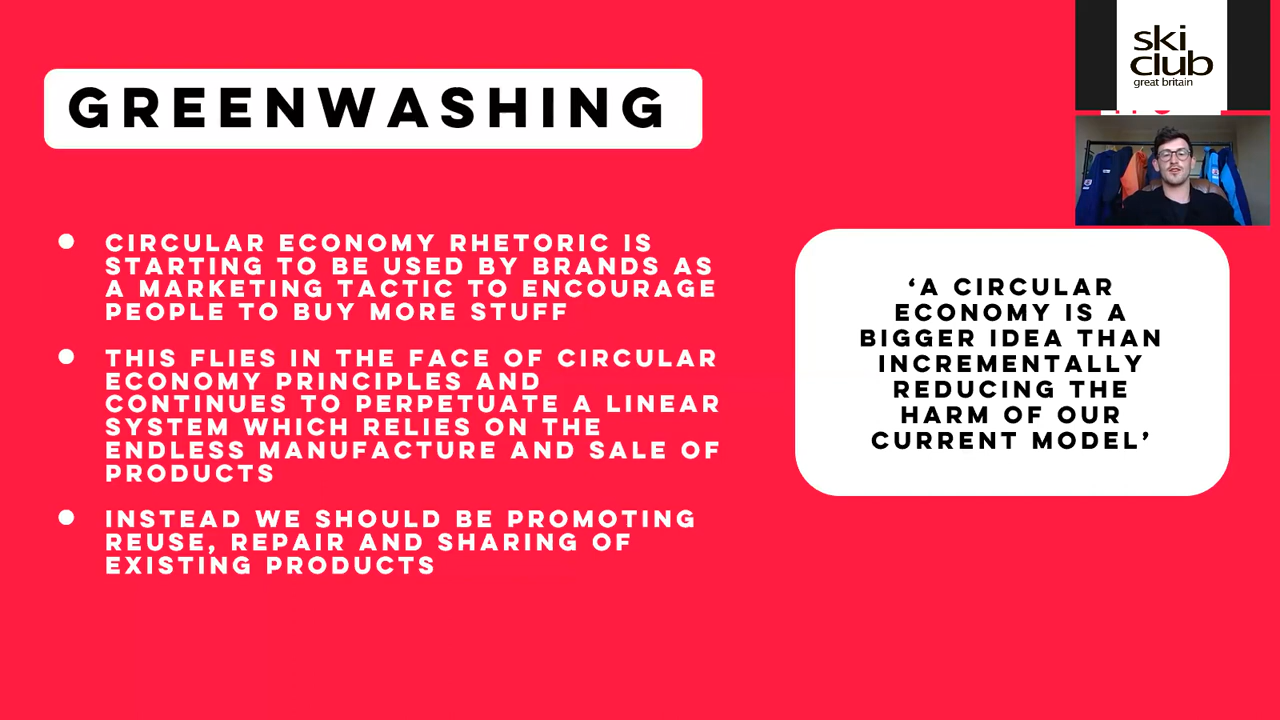 GREENWASHING
CIRCULAR ECONOMY RHETORIC IS
STARTING TO BE USED BY BRANDS AS
A MARKETING TACTIC TO ENCOURAGE
PEOPLE TO BUY MORE STUFF
THIS FLIES IN THE FACE OF CIRCULAR
ECONOMY PRINCIPLES AND
CONTINUES TO PERPETUATE A LINEAR
SYSTEM WHICH RELIES ON THE
ENDLESS MANUFACTURE AND SALE OF
PRODUCTS
INSTEAD WE SHOULD BE PROMOTING
REUSE, REPAIR AND SHARING OF
EXISTING PRODUCTS
‘A CIRCULAR
ECONOMY IS A
BIGGER IDEA THAN
INCREMENTALLY
REDUCING THE
HARM OF OUR
CURRENT MODEL’
ski
club
great britain